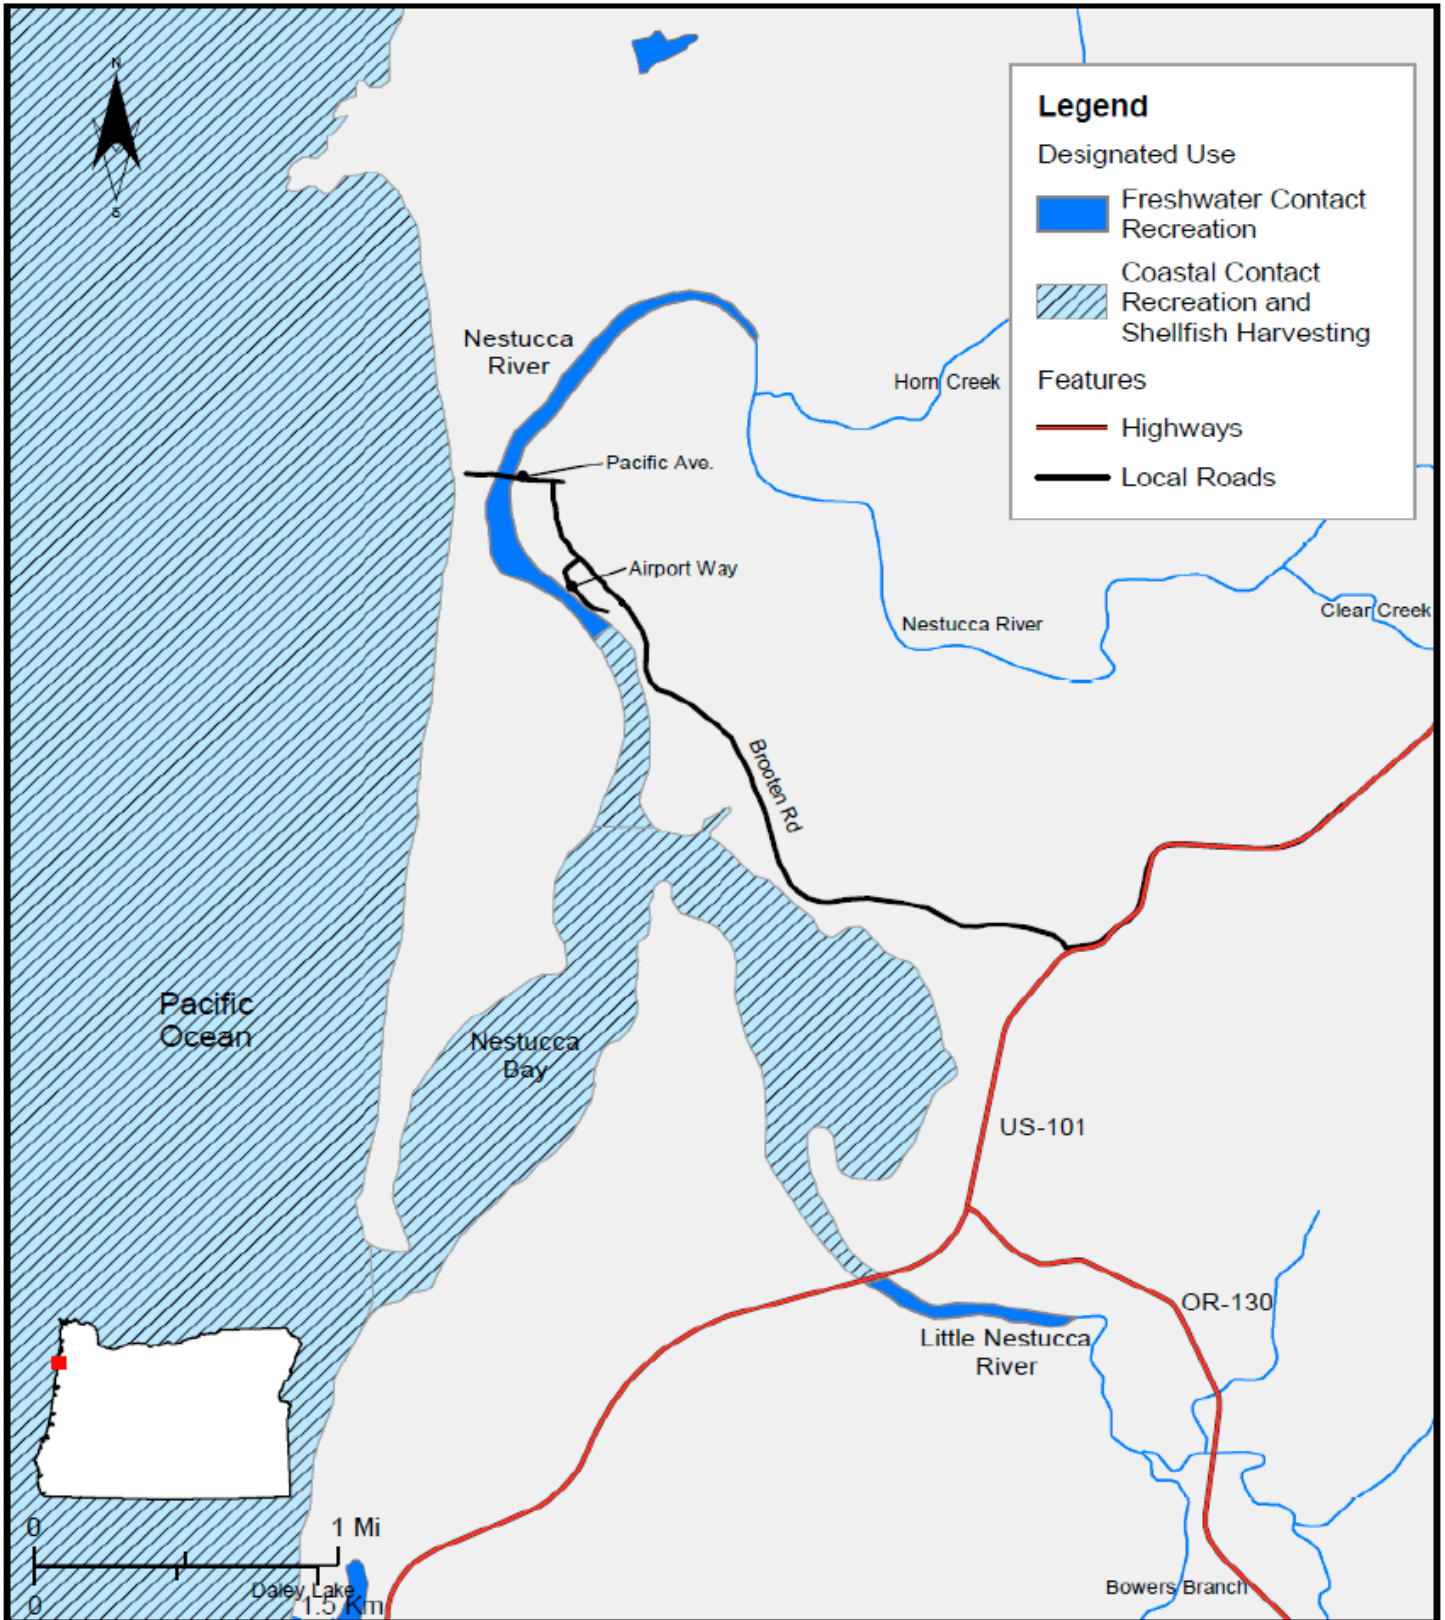 N
S
Legend
Designated Use
Freshwater Contact
Recreation
Coastal Contact
Recreation and
Shellfish Harvesting
Features
Highways
Local Roads
Nestucca
River
Horn Creek
Pacific Ave.
Airport Way
Nestucca River
Clear Creek
Brooten Rd
Pacific
Ocean
Nestucca
Bay
US-101
OR-130
Little Nestucca
River
0
1 Mi
Daley Lake
0
1.5 Km
Bowers Branch